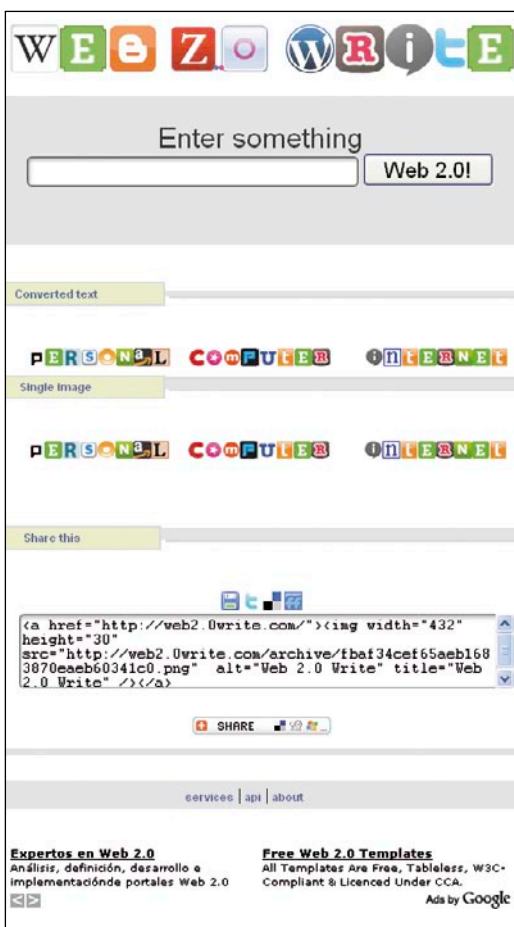 WEB 2.0 WRItE
Enter something
Web 2.0!
Converted text
PERSONaL COmPUtER inTERNEt
Single image
PERSONaL COmPUtER inTERNEt
Share this
<a href="http://web2.0write.com/"><img width="432"
height="30"
src="http://web2.0write.com/archive/fbaf34cef65aeb168
3870eaeb60341c0.png" alt="Web 2.0 Write" title="Web
2.0 Write" /></a>
SHARE
services | api | about
Expertos en Web 2.0
Análisis, definición, desarrollo e
implementaciónde portales Web 2.0
Free Web 2.0 Templates
All Templates Are Free, Tableless, W3C-
Compliant & Licenced Under CCA.
Ads by Google